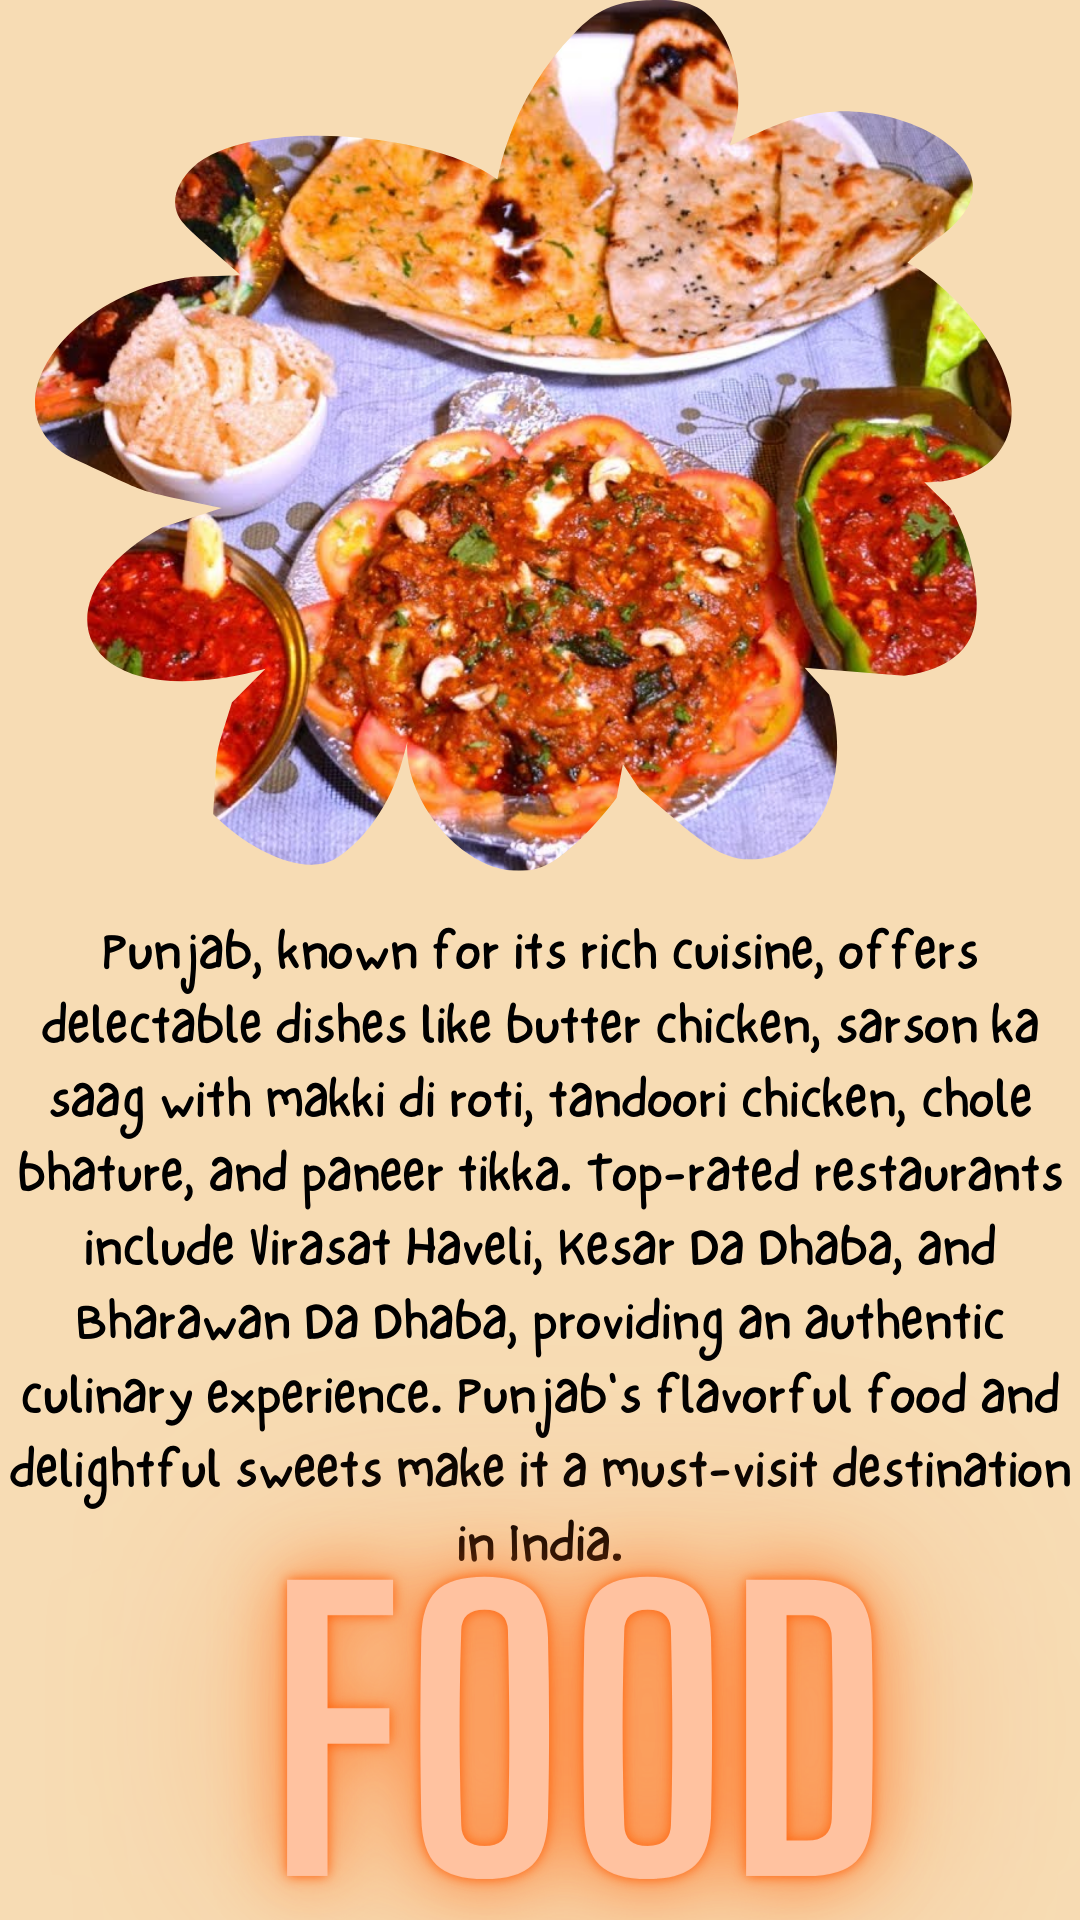 Punjab, known for its rich cuisine, offers
delectable dishes like butter chicken, sarson ka
saag with makki di roti, tandoori chicken, chole
bhature, and paneer tikka. Top-rated restaurants
include Virasat Haveli, Kesar Da Dhaba, and
Bharawan Da Dhaba, providing an authentic
culinary experience. Punjab's flavorful food and
delightful sweets make it a must-visit destination
in India.
FOOD